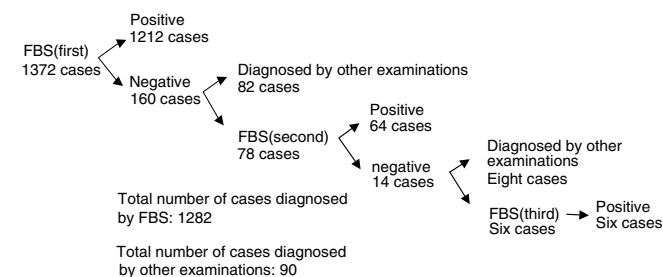 Positive
1212 cases
FBS(first)
1372 cases
Negative
160 cases
Diagnosed by other examinations
82 cases
FBS(second)
78 cases
Positive
64 cases
negative
14 cases
Diagnosed by other
examinations
Eight cases
FBS(third)
Six cases
Positive
Six cases
Total number of cases diagnosed
by FBS: 1282
Total number of cases diagnosed
by other examinations: 90